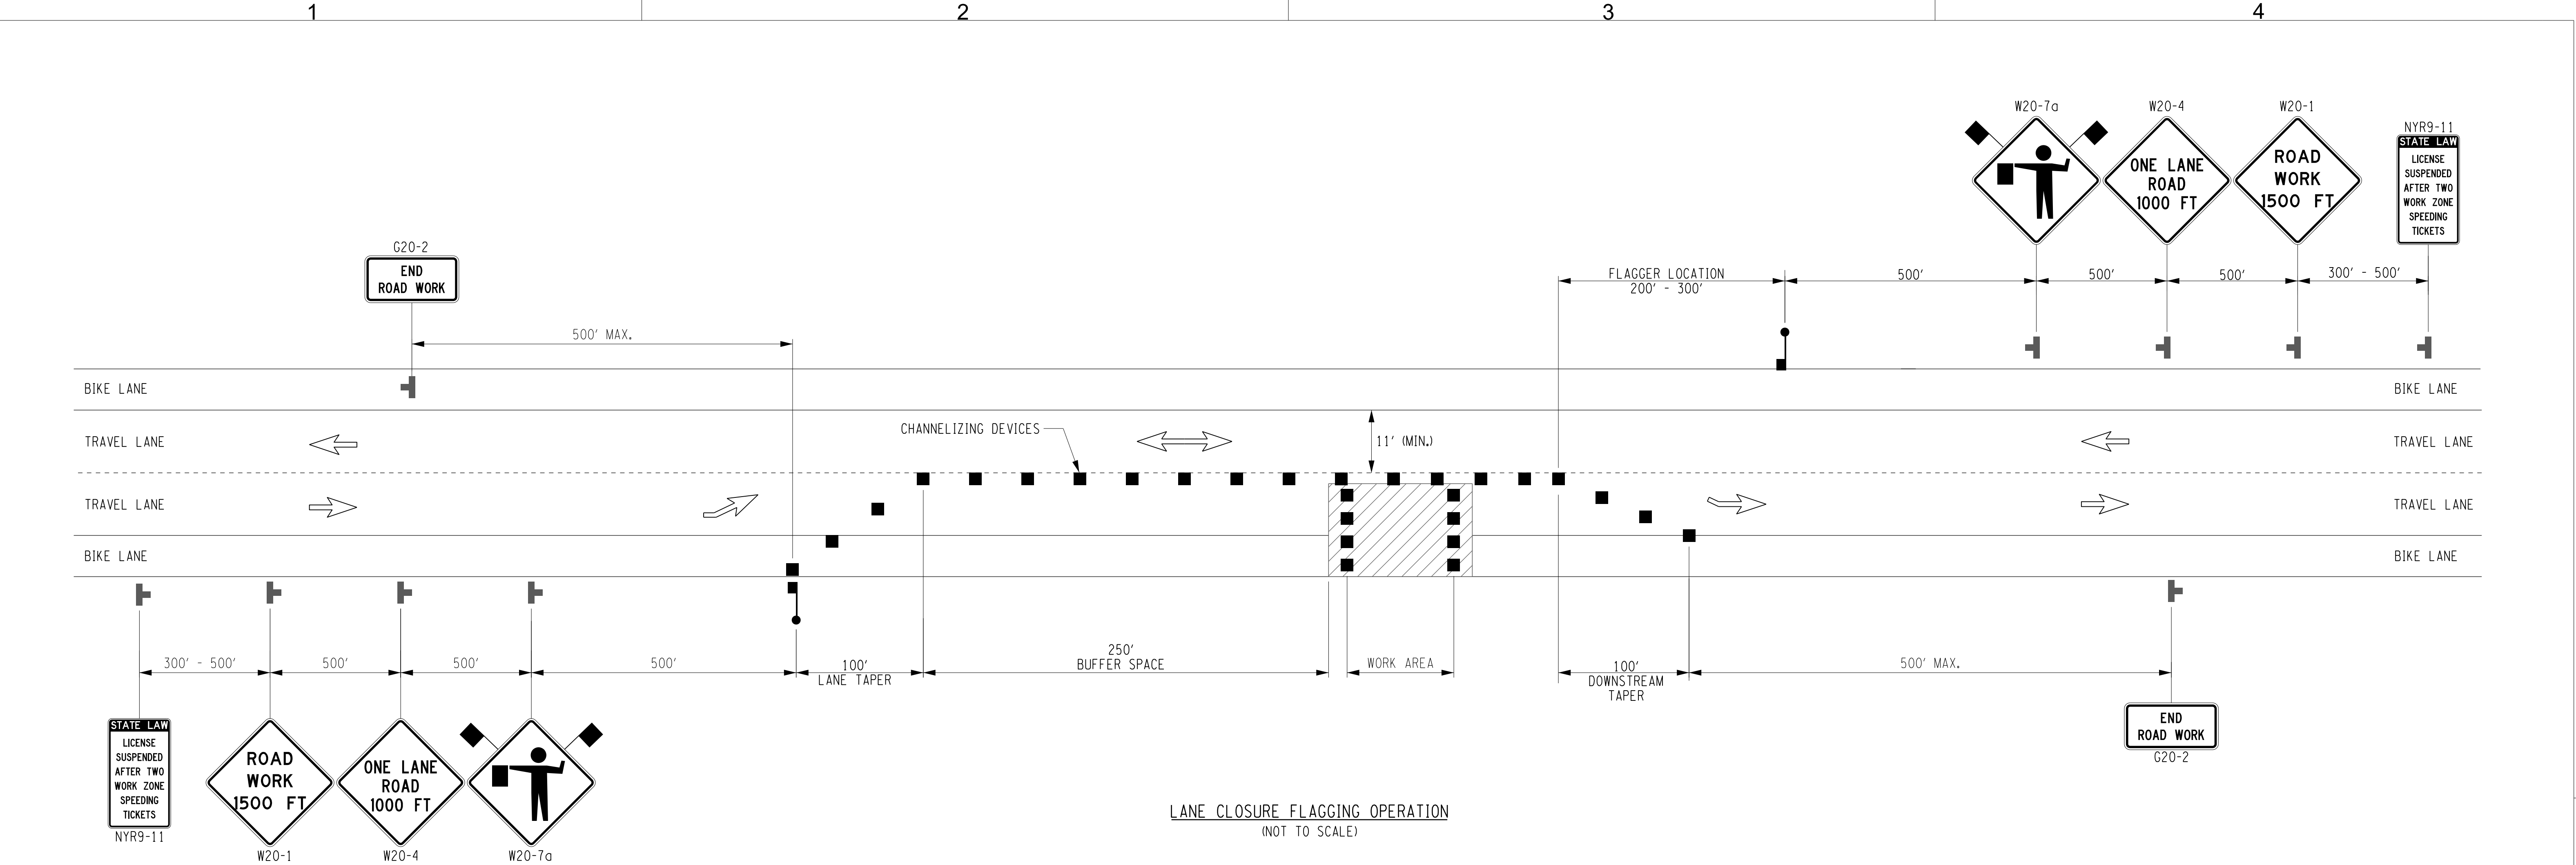 1
2
3
4
W20-7a
W20-4
W20-1
NYR9-11
STATE LAW
LICENSE
SUSPENDED
AFTER TWO
WORK ZONE
SPEEDING
TICKETS
ONE LANE
ROAD
1000 FT
ROAD
WORK
1500 FT
G20-2
END
ROAD WORK
FLAGGER LOCATION
200' - 300'
500'
500'
500'
300' - 500'
500' MAX.
BIKE LANE
BIKE LANE
CHANNELIZING DEVICES
11' (MIN.)
TRAVEL LANE
TRAVEL LANE
TRAVEL LANE
TRAVEL LANE
BIKE LANE
BIKE LANE
300' - 500'
500'
500'
500'
100'
LANE TAPER
250'
BUFFER SPACE
WORK AREA
100'
DOWNSTREAM
TAPER
500' MAX.
STATE LAW
LICENSE
SUSPENDED
AFTER TWO
WORK ZONE
SPEEDING
TICKETS
NYR9-11
ROAD
WORK
1500 FT
W20-1
ONE LANE
ROAD
1000 FT
W20-4
W20-7a
END
ROAD WORK
G20-2
LANE CLOSURE FLAGGING OPERATION
(NOT TO SCALE)